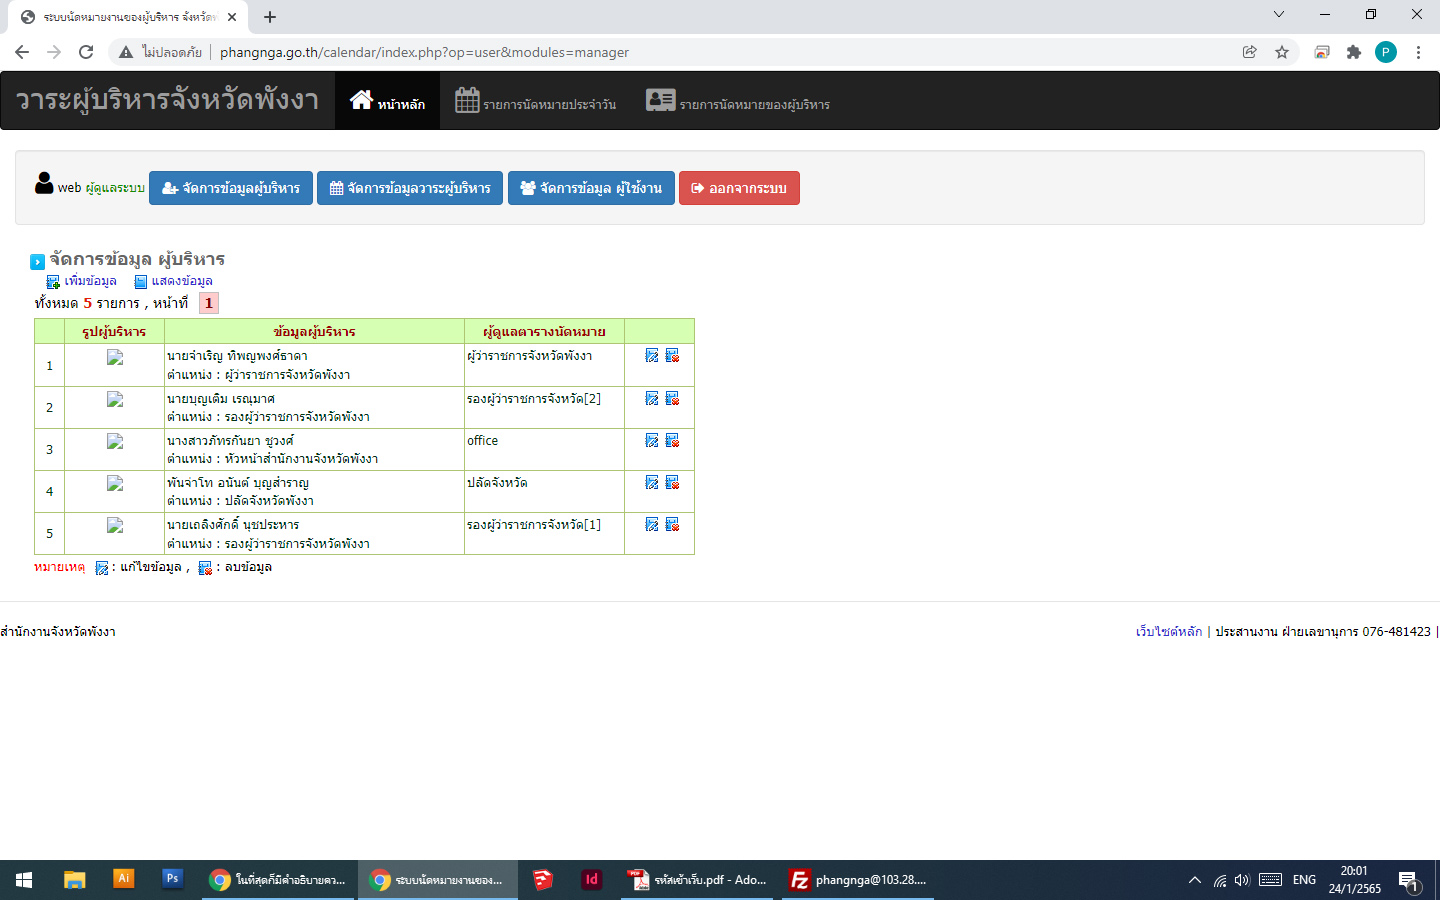 ระบบนัดหมายงานของผู้บริหาร จังหวัดพ
ไม่ปลอดภัย | phangnga.go.th/calendar/index.php?op=user&modules=manager
P
วาระผู้บริหารจังหวัดพังงา หน้าหลัก รายการนัดหมายประจำวัน รายการนัดหมายของผู้บริหาร
web ผู้ดูแลระบบ จัดการข้อมูลผู้บริหาร จัดการข้อมูลวาระผู้บริหาร จัดการข้อมูล ผู้ใช้งาน ออกจากระบบ
จัดการข้อมูล ผู้บริหาร
เพิ่มข้อมูล แสดงข้อมูล
ทั้งหมด 5 รายการ , หน้าที่ 1
รูปผู้บริหาร ข้อมูลผู้บริหาร ผู้ดูแลตารางนัดหมาย
1 นายจำเริญ ทิพญพงศ์ธาดา ผู้ว่าราชการจังหวัดพังงา
ตำแหน่ง : ผู้ว่าราชการจังหวัดพังงา
2 นายบุญเติม เรณุมาศ รองผู้ว่าราชการจังหวัด[2]
ตำแหน่ง : รองผู้ว่าราชการจังหวัดพังงา
3 นางสาวภัทรกันยา ชูวงศ์ office
ตำแหน่ง : หัวหน้าสำนักงานจังหวัดพังงา
4 พันจ่าโท อนันต์ บุญสำราญ ปลัดจังหวัด
ตำแหน่ง : ปลัดจังหวัดพังงา
5 นายเถลิงศักดิ์ นุชประหาร รองผู้ว่าราชการจังหวัด[1]
ตำแหน่ง : รองผู้ว่าราชการจังหวัดพังงา
หมายเหตุ : แก้ไขข้อมูล , : ลบข้อมูล
สำนักงานจังหวัดพังงา เว็บไซต์หลัก | ประสานงาน ฝ่ายเลขานุการ 076-481423 |
Ai Ps ในที่สุดก็มีคำอธิบายคว... ระบบนัดหมายงานของ... Id รหัสเข้าเว็บ.pdf - Ado... phangnga@103.28.... ENG 20:01
24/1/2565 1